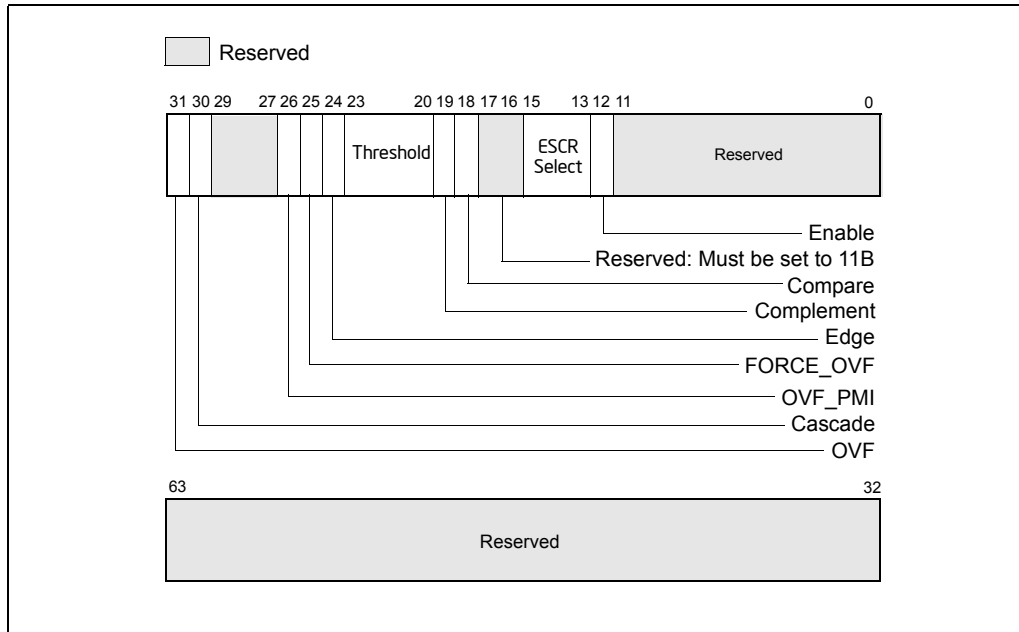 Reserved
31 30 29 27 26 25 24 23 20 19 18 17 16 15 13 12 11 0
Threshold
ESCR
Select
Reserved
Enable
Reserved: Must be set to 11B
Compare
Complement
Edge
FORCE_OVF
OVF_PMI
Cascade
OVF
63 32
Reserved